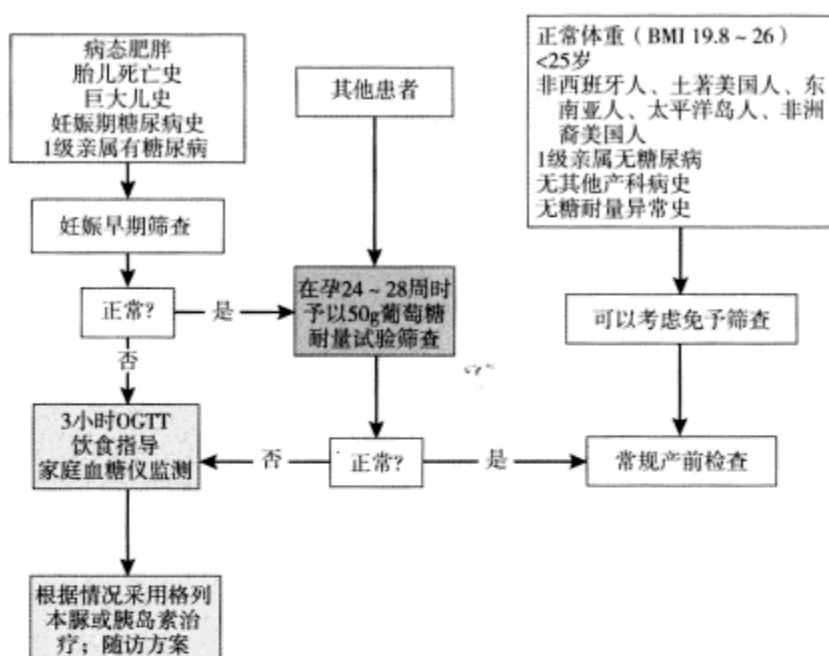 病态肥胖
胎儿死亡史
巨大儿史
妊娠期糖尿病史
1级亲属有糖尿病
其他患者
正常体重（BMI 19.8～26）
<25岁
非西班牙人、土著美国人、东
南亚人、太平洋岛人、非洲
裔美国人
1级亲属无糖尿病
无其他产科病史
无糖耐量异常史
妊娠早期筛查
正常?
是
在孕24～28周时
予以50g葡萄糖
耐量试验筛查
可以考虑免予筛查
否
3小时OGTT
饮食指导
家庭血糖仪监测
否
正常?
是
常规产前检查
根据情况采用格列
本脲或胰岛素治
疗；随访方案